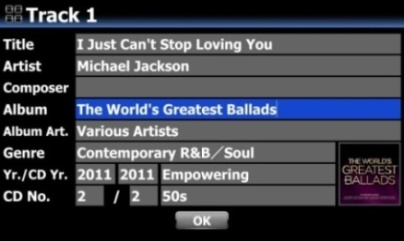 Track 1
Title I Just Can't Stop Loving You
Artist Michael Jackson
Composer
Album The World's Greatest Ballads
Album Art. Various Artists
Genre Contemporary R&B／Soul
Yr./CD Yr. 2011 2011 Empowering
CD No. 2 / 2 50s
THE WORLD'S
GREATEST
BALLADS
OK